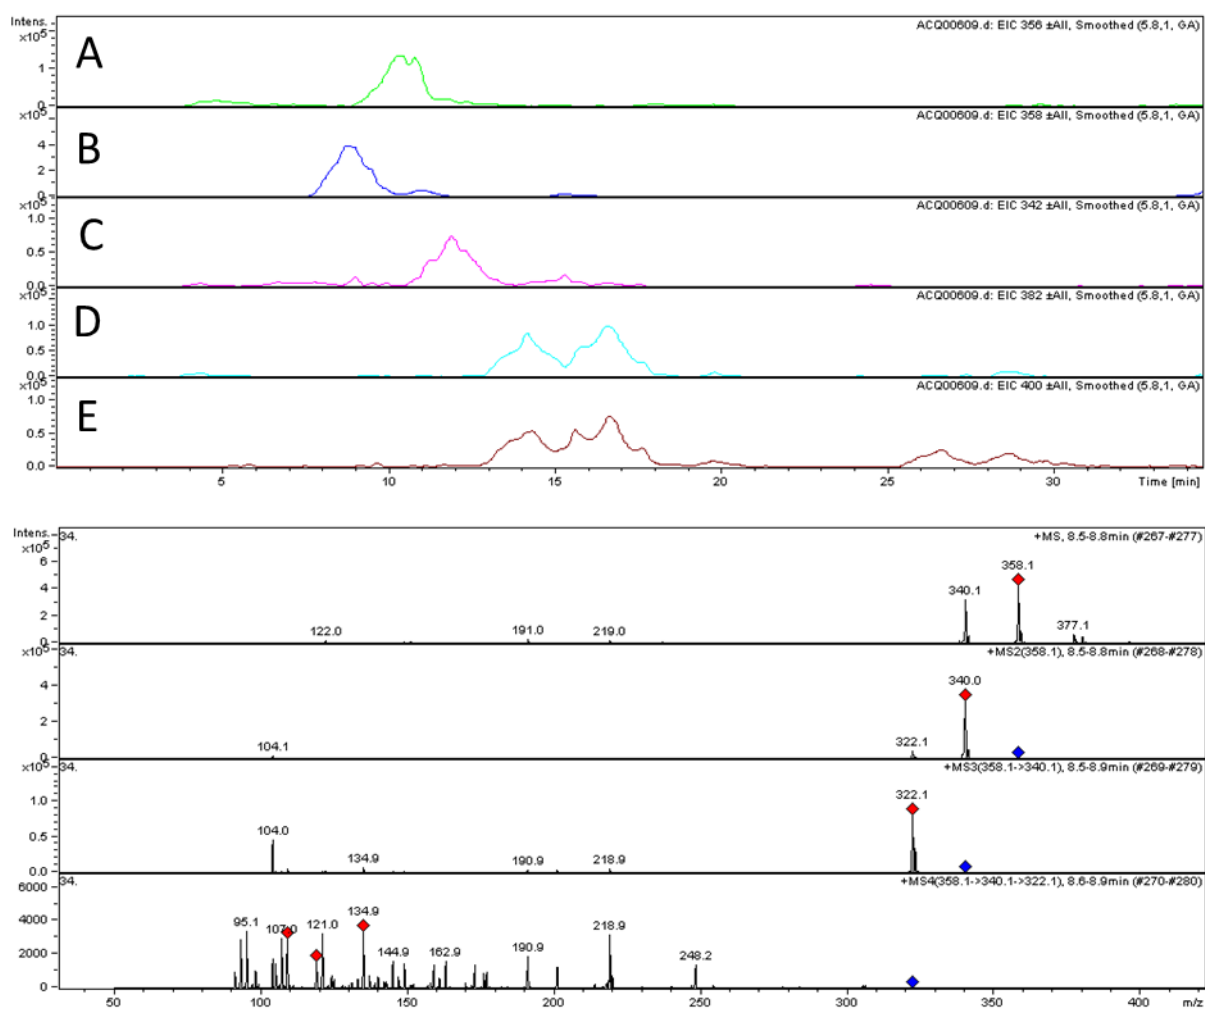 Intens.
x10⁵
ACQ00609.d: EIC 356 ±All, Smoothed (5.8,1, GA)
A
1
0
x10⁵
ACQ00609.d: EIC 358 ±All, Smoothed (5.8,1, GA)
B
4
2
0
x10⁵
ACQ00609.d: EIC 342 ±All, Smoothed (5.8,1, GA)
C
1.0
0.5
0.0
x10⁵
ACQ00609.d: EIC 382 ±All, Smoothed (5.8,1, GA)
D
1.0
0.5
0.0
x10⁵
ACQ00609.d: EIC 400 ±All, Smoothed (5.8,1, GA)
E
1.0
0.5
0.0
5 10 15 20 25 30 Time [min]
Intens.
x10⁵
34.
+MS, 8.5-8.8min (#267-#277)
6
4
2
0
122.0 191.0 219.0 340.1 358.1 377.1
x10⁵
34.
+MS2(358.1), 8.5-8.8min (#268-#278)
4
2
0
104.1 322.1 340.0
x10⁵
34.
+MS3(358.1->340.1), 8.5-8.9min (#269-#279)
1.0
0.5
0.0
104.0 134.9 190.9 218.9 322.1
34.
+MS4(358.1->340.1->322.1), 8.6-8.9min (#270-#280)
6000
4000
2000
0
95.1 107.0 121.0 134.9 144.9 162.9 190.9 218.9 248.2
50 100 150 200 250 300 350 400 m/z